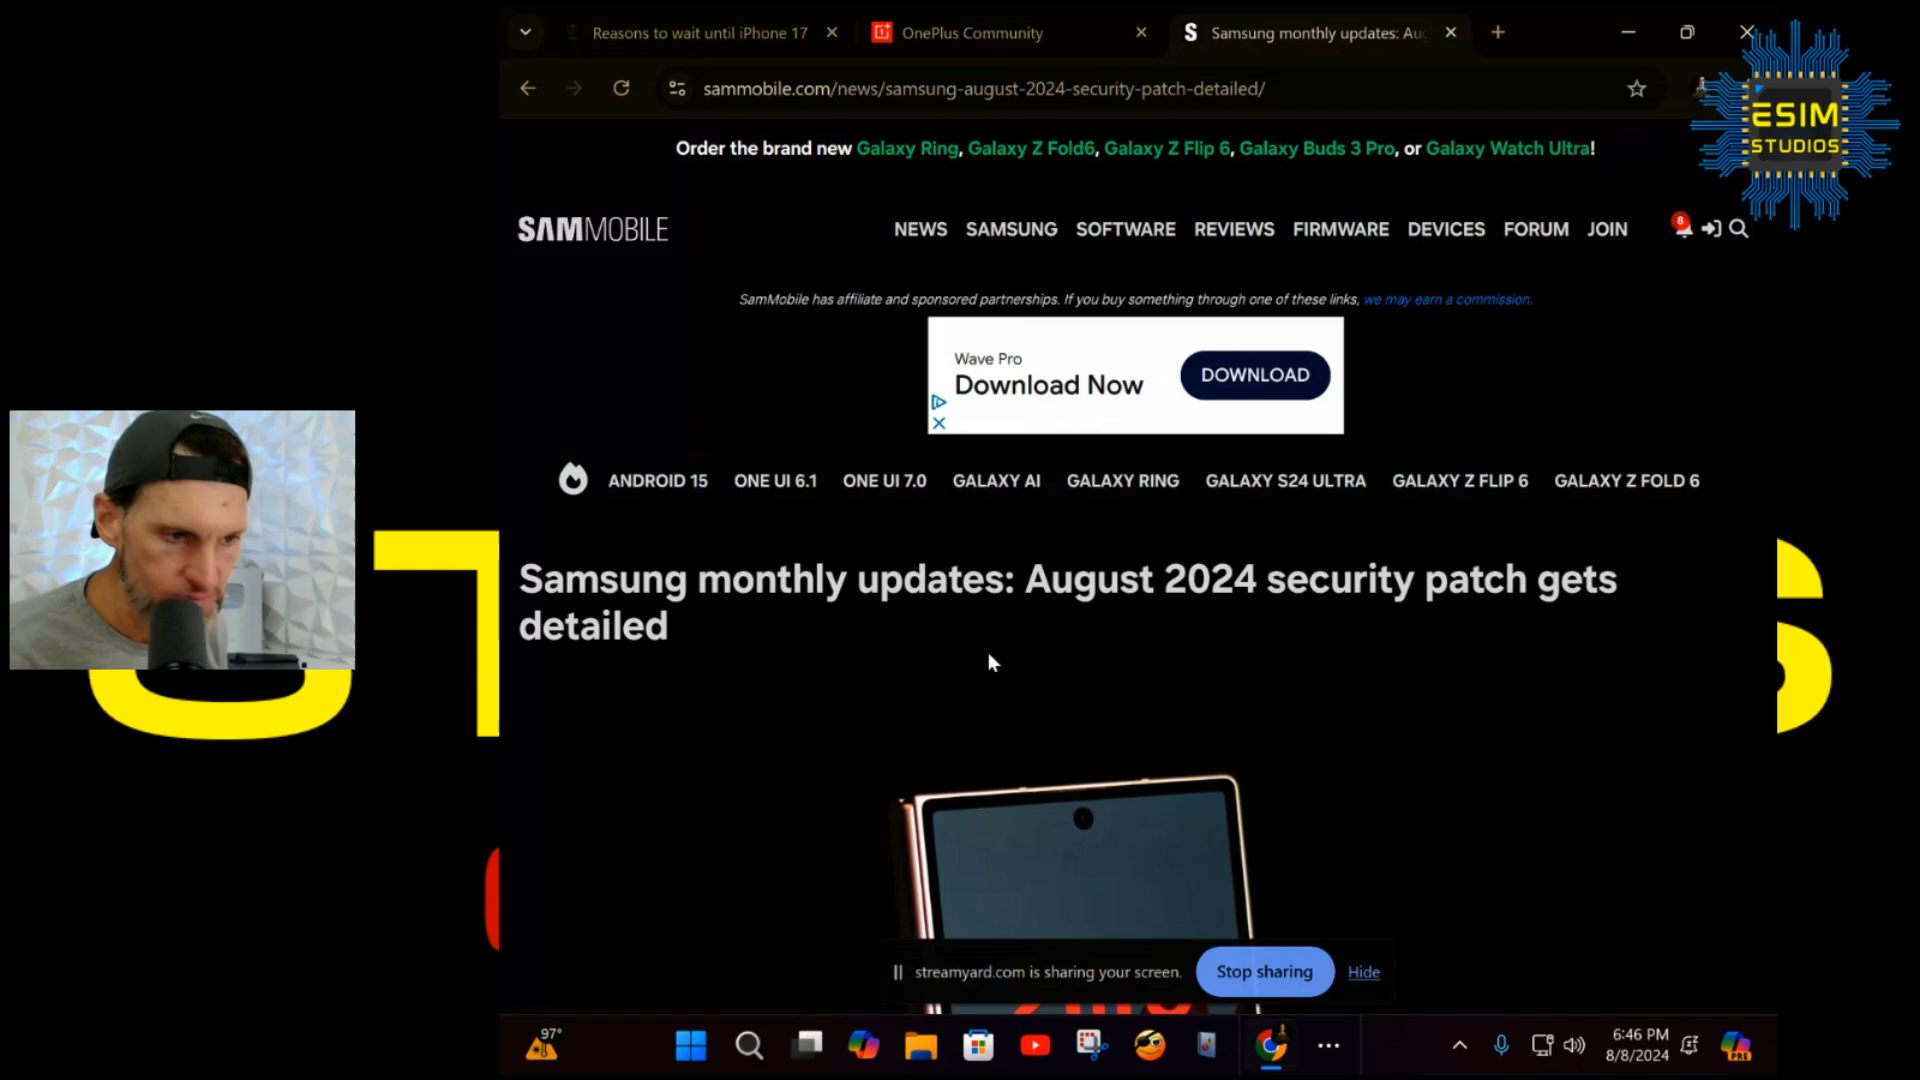 Reasons to wait until iPhone 17
OnePlus Community
Samsung monthly updates: Au
sammobile.com/news/samsung-august-2024-security-patch-detailed/
ESIM
STUDIOS
Order the brand new Galaxy Ring, Galaxy Z Fold6, Galaxy Z Flip 6, Galaxy Buds 3 Pro, or Galaxy Watch Ultra!
SAMMOBILE
NEWS SAMSUNG SOFTWARE REVIEWS FIRMWARE DEVICES FORUM JOIN
8
SamMobile has affiliate and sponsored partnerships. If you buy something through one of these links, we may earn a commission.
Wave Pro
Download Now
DOWNLOAD
ANDROID 15 ONE UI 6.1 ONE UI 7.0 GALAXY AI GALAXY RING GALAXY S24 ULTRA GALAXY Z FLIP 6 GALAXY Z FOLD 6
Samsung monthly updates: August 2024 security patch gets
detailed
streamyard.com is sharing your screen.
Stop sharing
Hide
97°
6:46 PM
8/8/2024
PRE